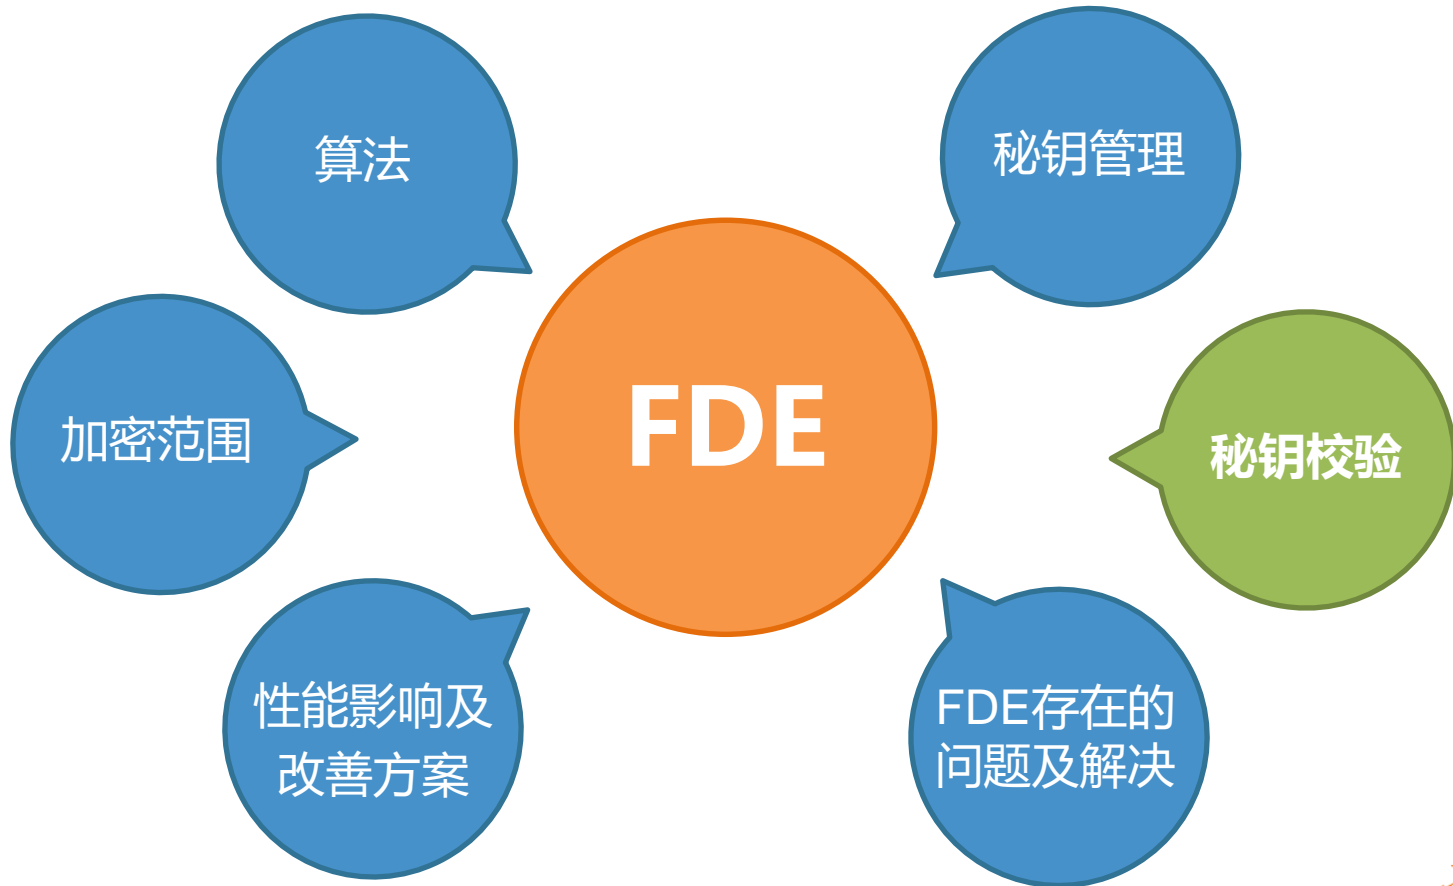 算法
秘钥管理
FDE
加密范围
秘钥校验
性能影响及
改善方案
FDE存在的
问题及解决